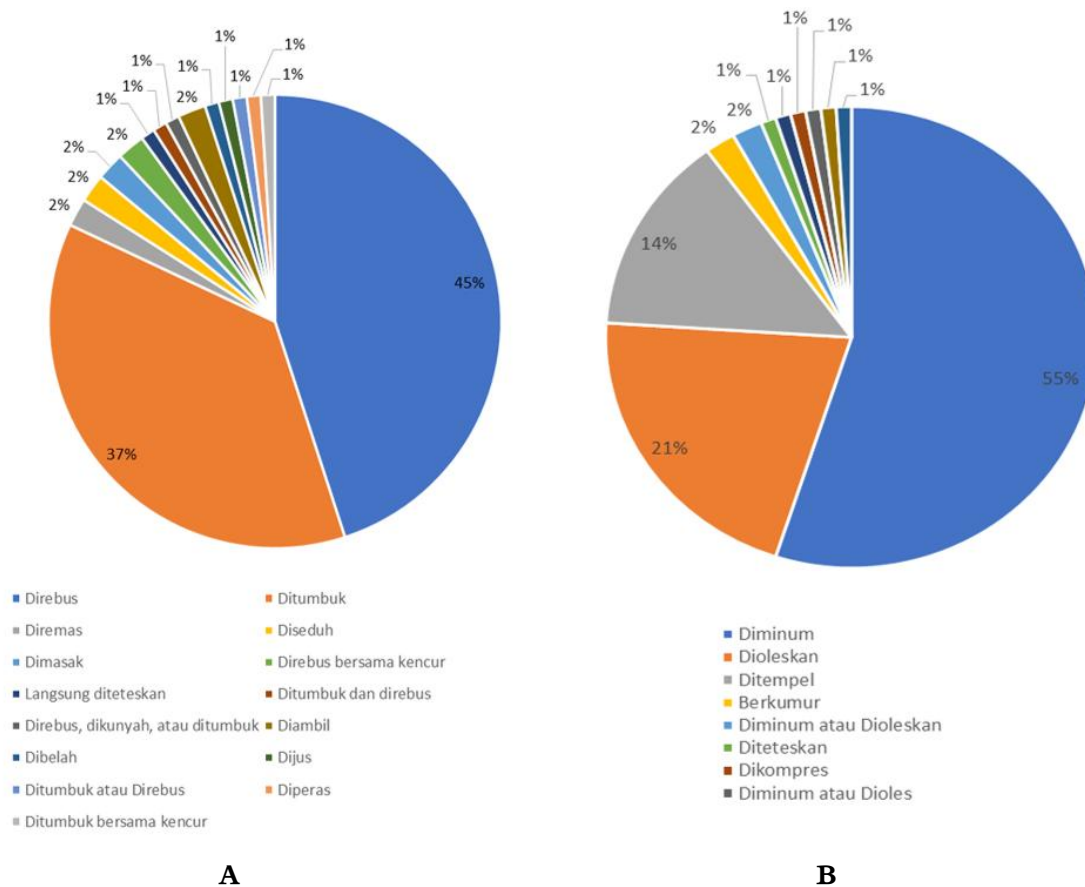 1%
1%
1%
1%
1%
1%
1%
1%
2%
2%
2%
2%
2%
45%
37%
Direbus
Ditumbuk
Diremas
Diseduh
Dimasak
Direbus bersama kencur
Langsung diteteskan
Ditumbuk dan direbus
Direbus, dikunyah, atau ditumbuk
Diambil
Dibelah
Dijus
Ditumbuk atau Direbus
Diperas
Ditumbuk bersama kencur
A
1%
1%
1%
1%
1%
1%
2%
2%
14%
55%
21%
Diminum
Dioleskan
Ditempel
Berkumur
Diminum atau Dioleskan
Diteteskan
Dikompres
Diminum atau Dioles
B